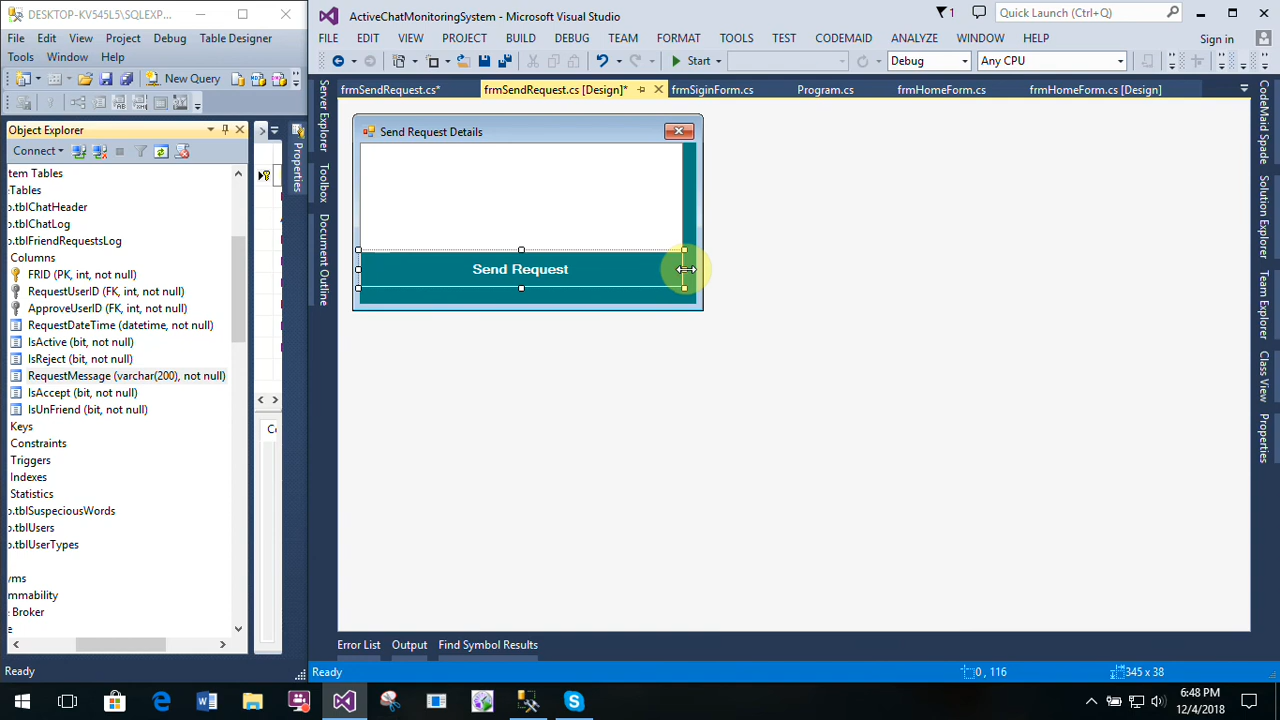 DESKTOP-KV545L5\SQLEXP...
File Edit View Project Debug Table Designer
Tools Window Help
New Query
Object Explorer
Connect
tem Tables
Tables
o.tblChatHeader
o.tblChatLog
o.tblFriendRequestsLog
Columns
FRID (PK, int, not null)
RequestUserID (FK, int, not null)
ApproveUserID (FK, int, not null)
RequestDateTime (datetime, not null)
IsActive (bit, not null)
IsReject (bit, not null)
RequestMessage (varchar(200), not null)
IsAccept (bit, not null)
IsUnFriend (bit, not null)
Keys
Constraints
Triggers
Indexes
Statistics
o.tblSuspeciousWords
o.tblUsers
o.tblUserTypes
yms
mmability
Broker
e
Ready
Properties
ActiveChatMonitoringSystem - Microsoft Visual Studio
1
Quick Launch (Ctrl+Q)
FILE EDIT VIEW PROJECT BUILD DEBUG TEAM FORMAT TOOLS TEST CODEMAID ANALYZE WINDOW HELP
Sign in
Start Debug Any CPU
frmSendRequest.cs* frmSendRequest.cs [Design]* frmSiginForm.cs Program.cs frmHomeForm.cs frmHomeForm.cs [Design]
Server Explorer
Toolbox
Document Outline
Send Request Details
Send Request
CodeMaid Spade
Solution Explorer
Team Explorer
Class View
Properties
Error List Output Find Symbol Results
Ready 0 , 116 345 x 38
6:48 PM
12/4/2018